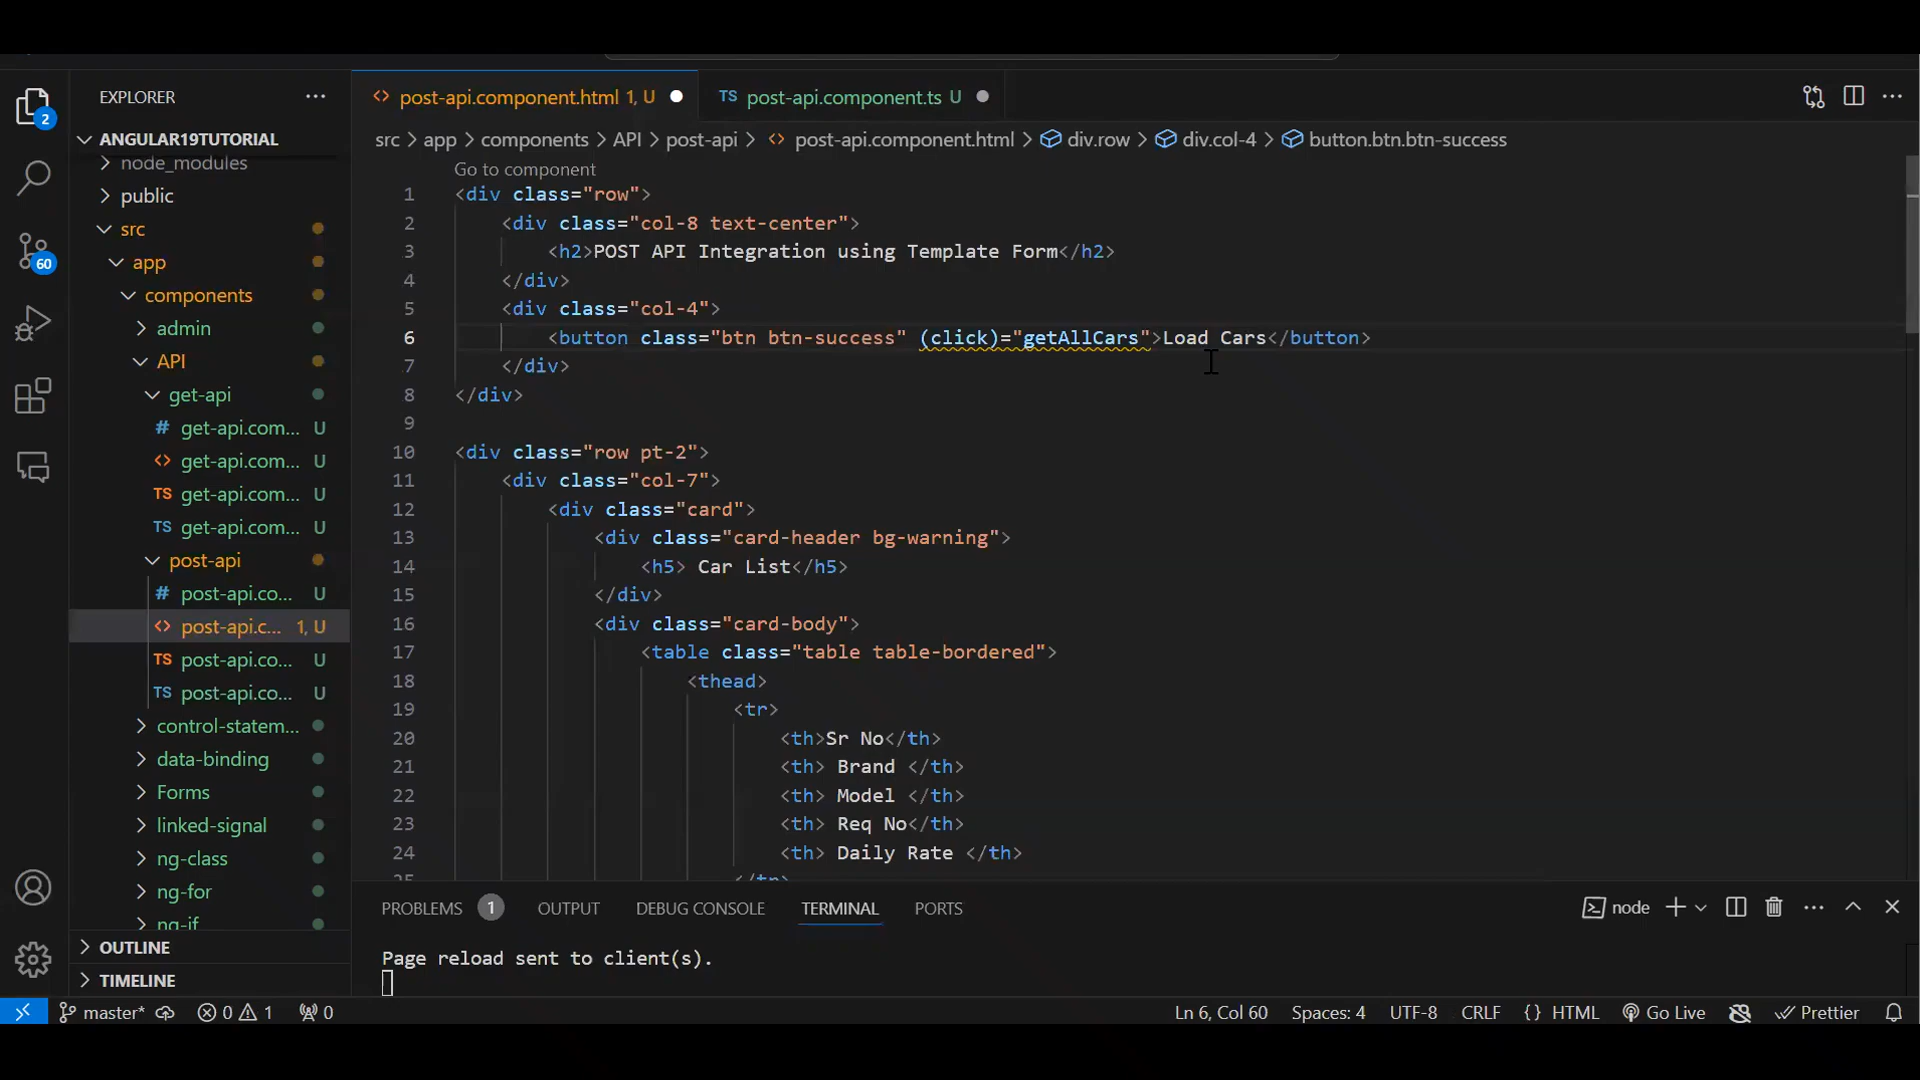 EXPLORER
post-api.component.html 1, U
TS post-api.component.ts U
ANGULAR19TUTORIAL
node_modules
public
src
app
components
admin
API
get-api
# get-api.com... U
<> get-api.com... U
TS get-api.com... U
TS get-api.com... U
post-api
# post-api.co... U
<> post-api.c... 1, U
TS post-api.co... U
TS post-api.co... U
control-statem...
data-binding
Forms
linked-signal
ng-class
ng-for
ng-if
OUTLINE
TIMELINE
2
60
src > app > components > API > post-api > <> post-api.component.html > div.row > div.col-4 > button.btn.btn-success
Go to component
1 <div class="row">
2 <div class="col-8 text-center">
3 <h2>POST API Integration using Template Form</h2>
4 </div>
5 <div class="col-4">
6 <button class="btn btn-success" (click)="getAllCars">Load Cars</button>
7 </div>
8 </div>
9
10 <div class="row pt-2">
11 <div class="col-7">
12 <div class="card">
13 <div class="card-header bg-warning">
14 <h5> Car List</h5>
15 </div>
16 <div class="card-body">
17 <table class="table table-bordered">
18 <thead>
19 <tr>
20 <th>Sr No</th>
21 <th> Brand </th>
22 <th> Model </th>
23 <th> Req No</th>
24 <th> Daily Rate </th>
25 </tr>
PROBLEMS 1 OUTPUT DEBUG CONSOLE TERMINAL PORTS
node
Page reload sent to client(s).
master* 0 1 0
Ln 6, Col 60 Spaces: 4 UTF-8 CRLF {} HTML Go Live Prettier